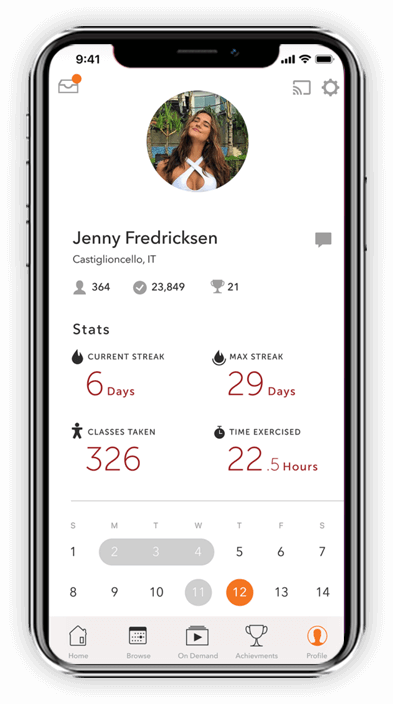 9:41
Jenny Fredricksen
Castiglioncello, IT
364 23,849 21
Stats
CURRENT STREAK MAX STREAK
6 Days 29 Days
CLASSES TAKEN TIME EXERCISED
326 22.5 Hours
S M T W T F S
1 2 3 4 5 6 7
8 9 10 11 12 13 14
Home Browse On Demand Achievments Profile